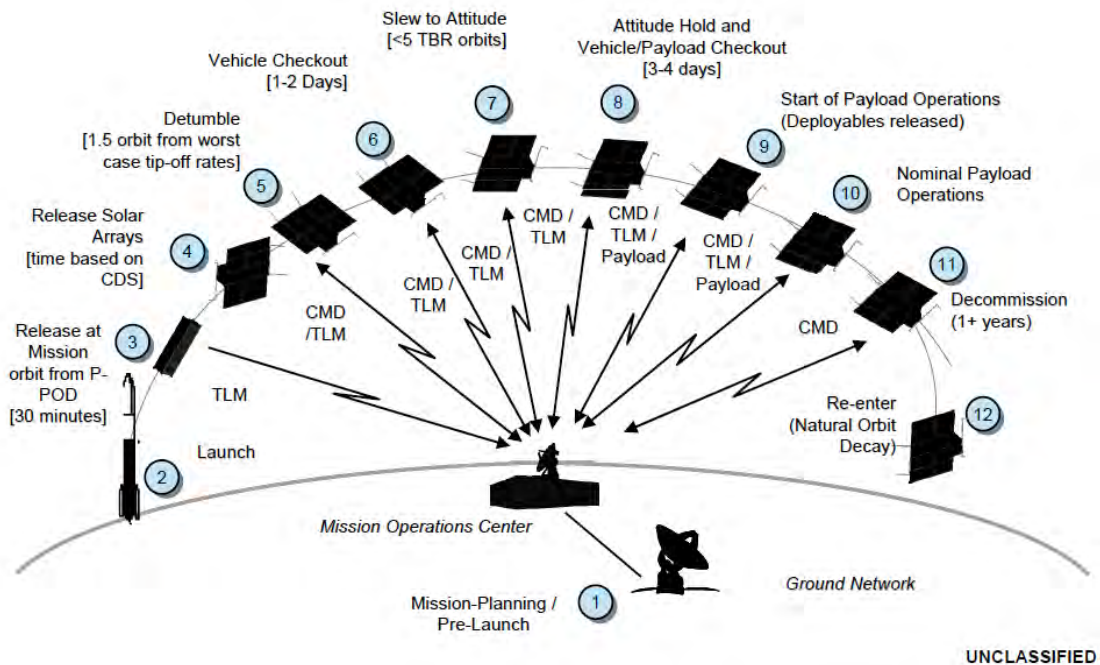 Slew to Attitude
[<5 TBR orbits]
Attitude Hold and
Vehicle/Payload Checkout
[3-4 days]
Vehicle Checkout
[1-2 Days]
7
8
Start of Payload Operations
(Deployables released)
Detumble
[1.5 orbit from worst
case tip-off rates]
6
9
Nominal Payload
Operations
5
10
Release Solar
Arrays
[time based on
CDS]
4
CMD /
TLM
CMD /
TLM /
Payload
CMD /
TLM /
Payload
CMD /
TLM
CMD /
TLM
CMD
/TLM
11
Decommission
(1+ years)
CMD
Release at
Mission
orbit from P-
POD
[30 minutes]
3
TLM
Re-enter
(Natural Orbit
Decay)
12
Launch
2
Mission Operations Center
Ground Network
Mission-Planning /
Pre-Launch
1
UNCLASSIFIED